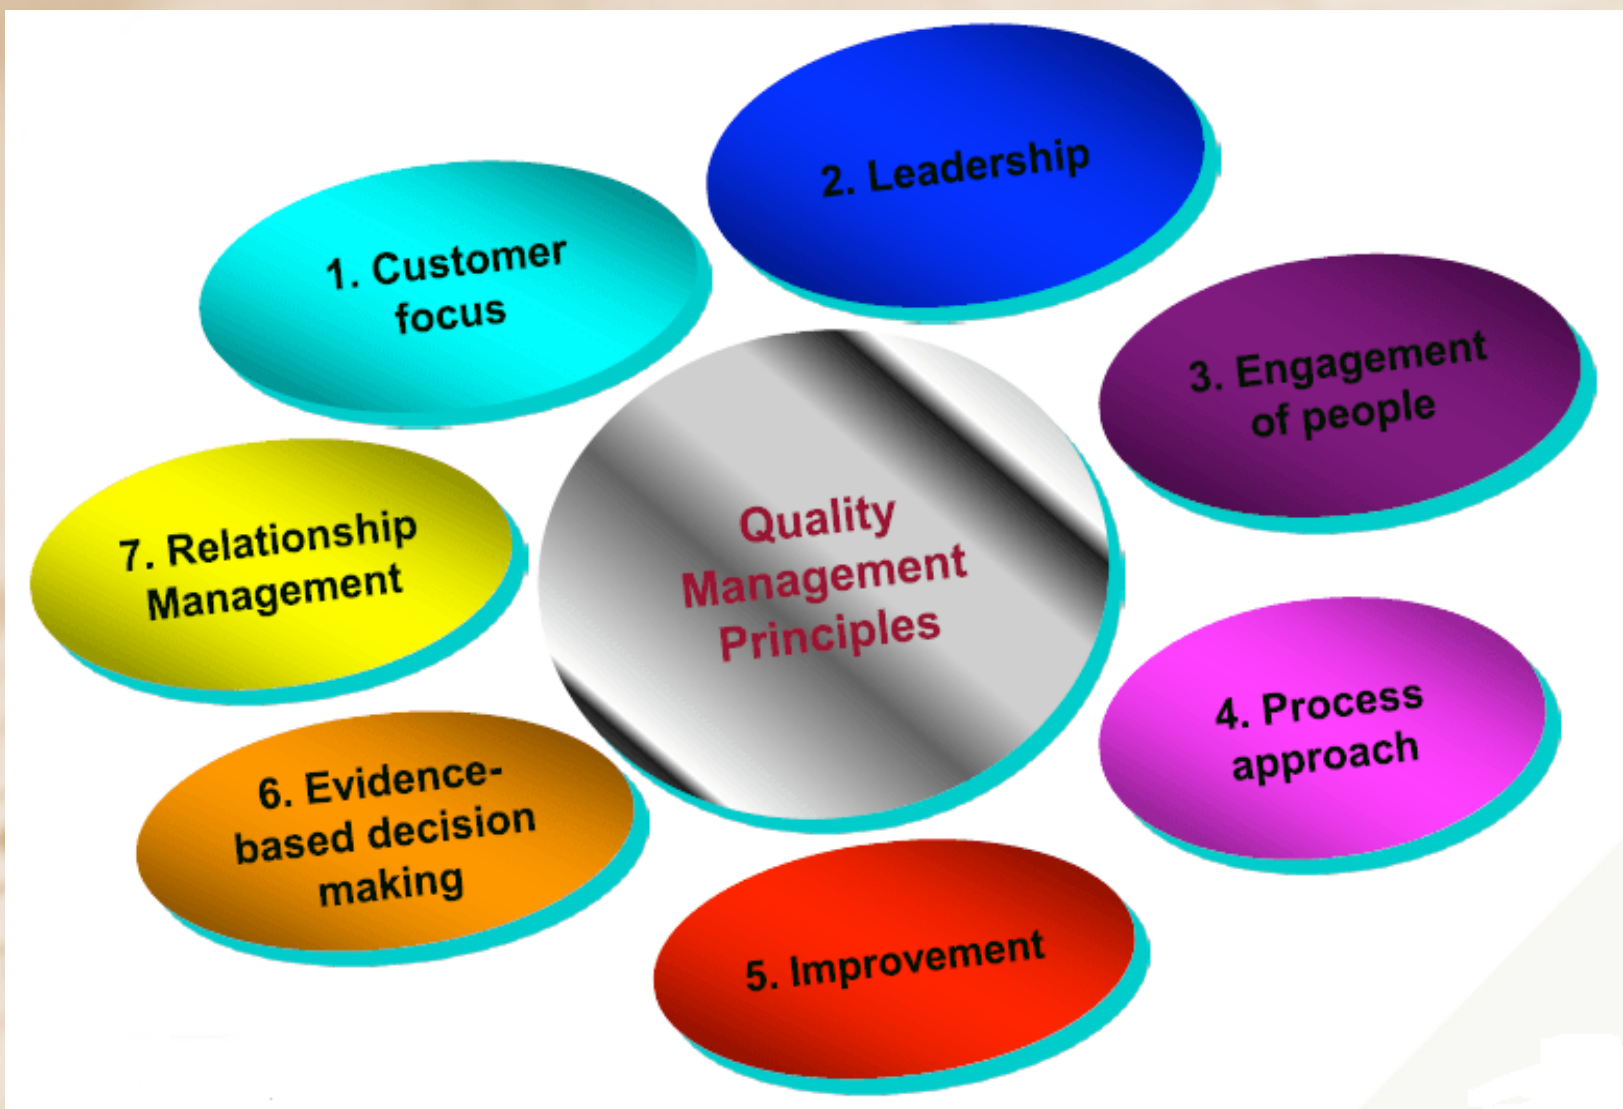 1. Customer
focus
2. Leadership
3. Engagement
of people
4. Process
approach
5. Improvement
6. Evidence-
based decision
making
7. Relationship
Management
Quality
Management
Principles